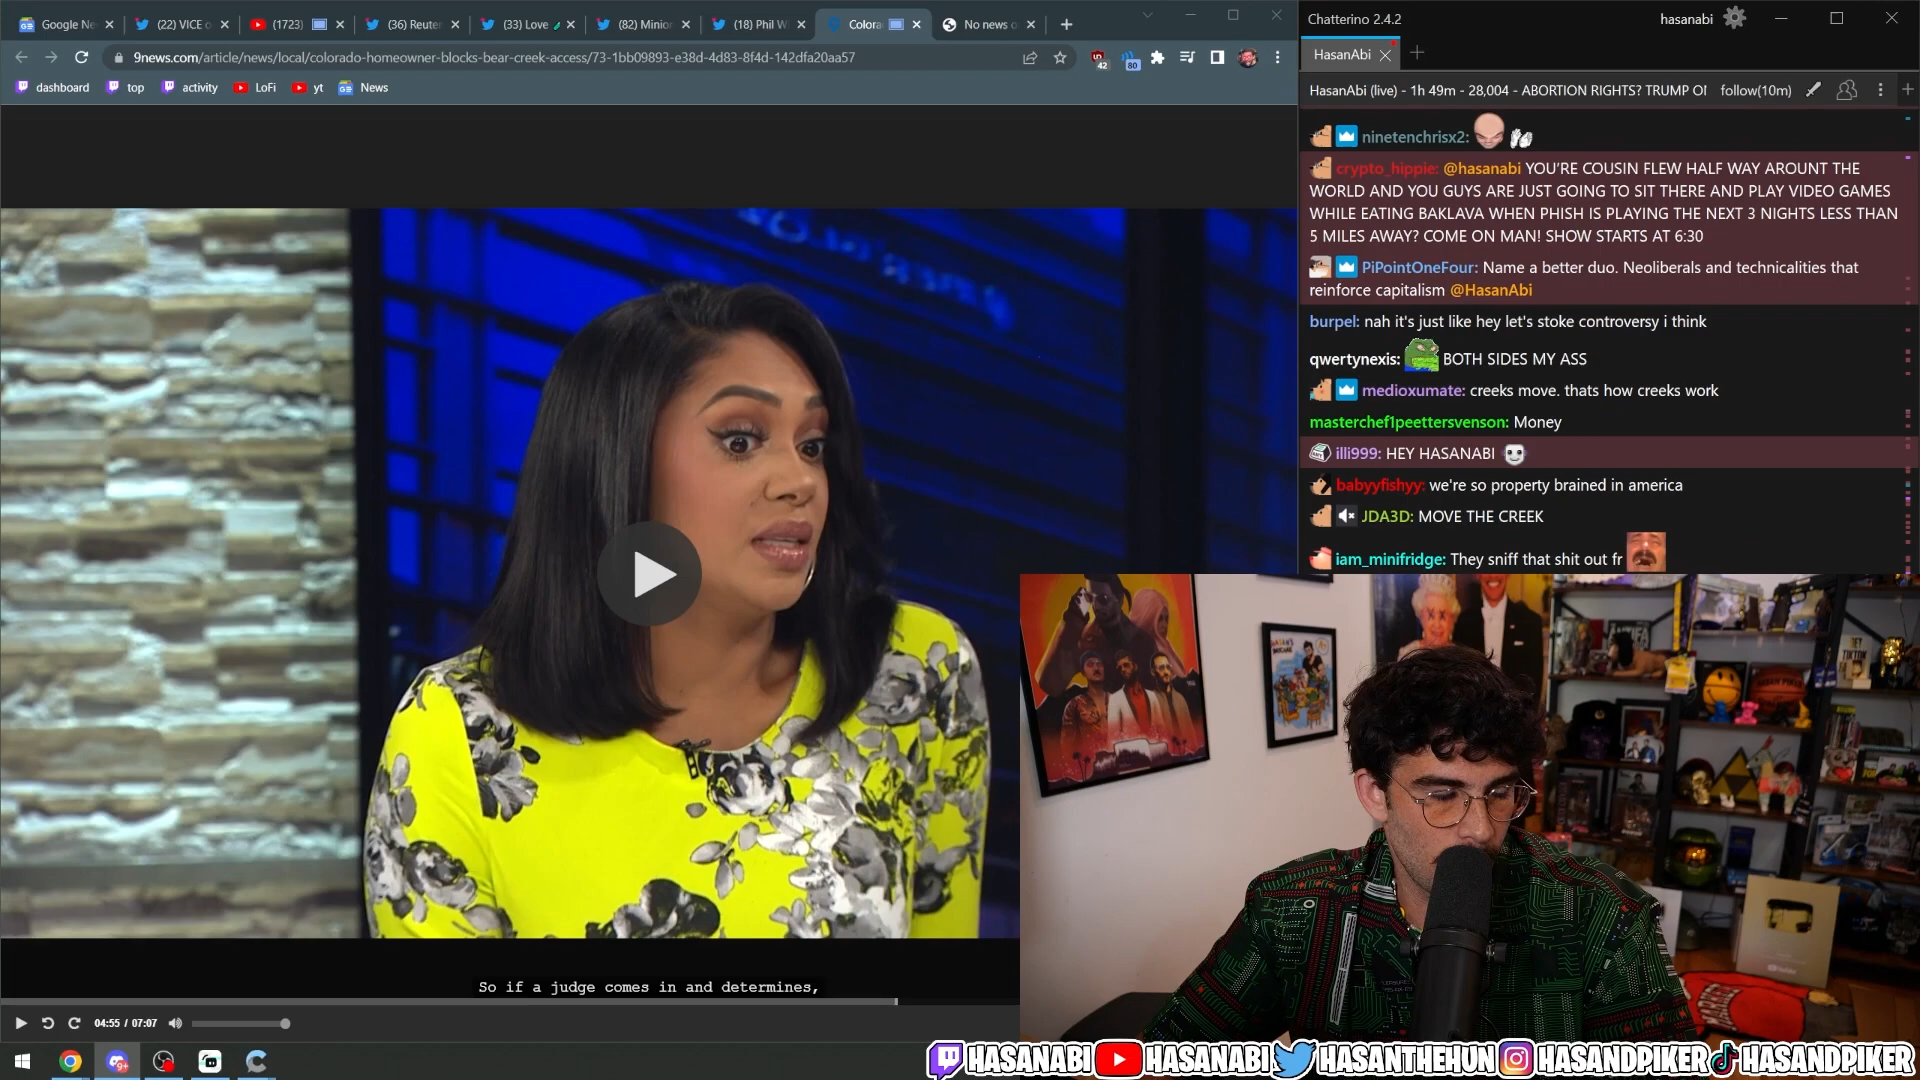 Google Ne
(22) VICE o
(1723)
(36) Reuter
(33) Love
(82) Minion
(18) Phil W
Colora
No news o
9news.com/article/news/local/colorado-homeowner-blocks-bear-creek-access/73-1bb09893-e38d-4d83-8f4d-142dfa20aa57
42
80
dashboard
top
activity
LoFi
yt
News
So if a judge comes in and determines,
04:55 / 07:07
9+
Chatterino 2.4.2
hasanabi
HasanAbi
HasanAbi (live) - 1h 49m - 28,004 - ABORTION RIGHTS? TRUMP
follow(10m)
ninetenchrisx2:
crypto_hippie: @hasanabi YOU'RE COUSIN FLEW HALF WAY AROUNT THE
WORLD AND YOU GUYS ARE JUST GOING TO SIT THERE AND PLAY VIDEO GAMES
WHILE EATING BAKLAVA WHEN PHISH IS PLAYING THE NEXT 3 NIGHTS LESS THAN
5 MILES AWAY? COME ON MAN! SHOW STARTS AT 6:30
PiPointOneFour: Name a better duo. Neoliberals and technicalities that
reinforce capitalism @HasanAbi
burpel: nah it's just like hey let's stoke controversy i think
qwertynexis: BOTH SIDES MY ASS
medioxumate: creeks move. thats how creeks work
masterchef1peettersvenson: Money
illi999: HEY HASANABI
babyyfishyy: we're so property brained in america
JDA3D: MOVE THE CREEK
iam_minifridge: They sniff that shit out fr
HASANABI
HASANABI
HASANTHEHUN
HASANDPIKER
HASANDPIKER